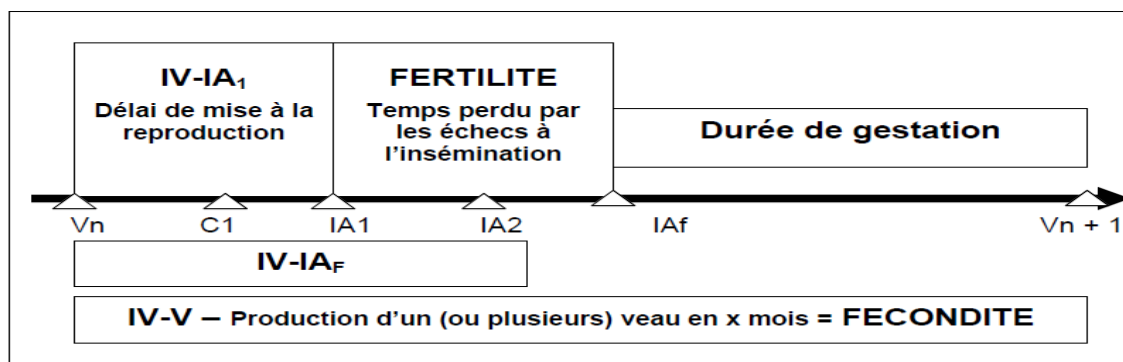 IV-IA₁
Délai de mise à la
reproduction
FERTILITE
Temps perdu par
les échecs à
l'insémination
Durée de gestation
Vn
C1
IA1
IA2
IAf
Vn + 1
IV-IA_F
IV-V – Production d'un (ou plusieurs) veau en x mois = FECONDITE